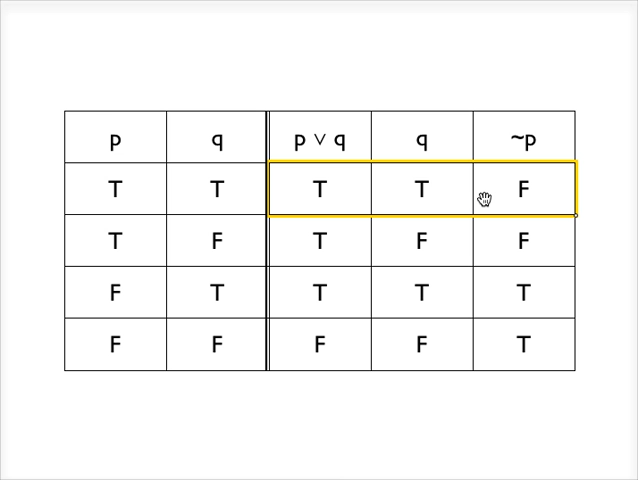 p q p ∨ q q ~p
T T T T F
T F T F F
F T T T T
F F F F T